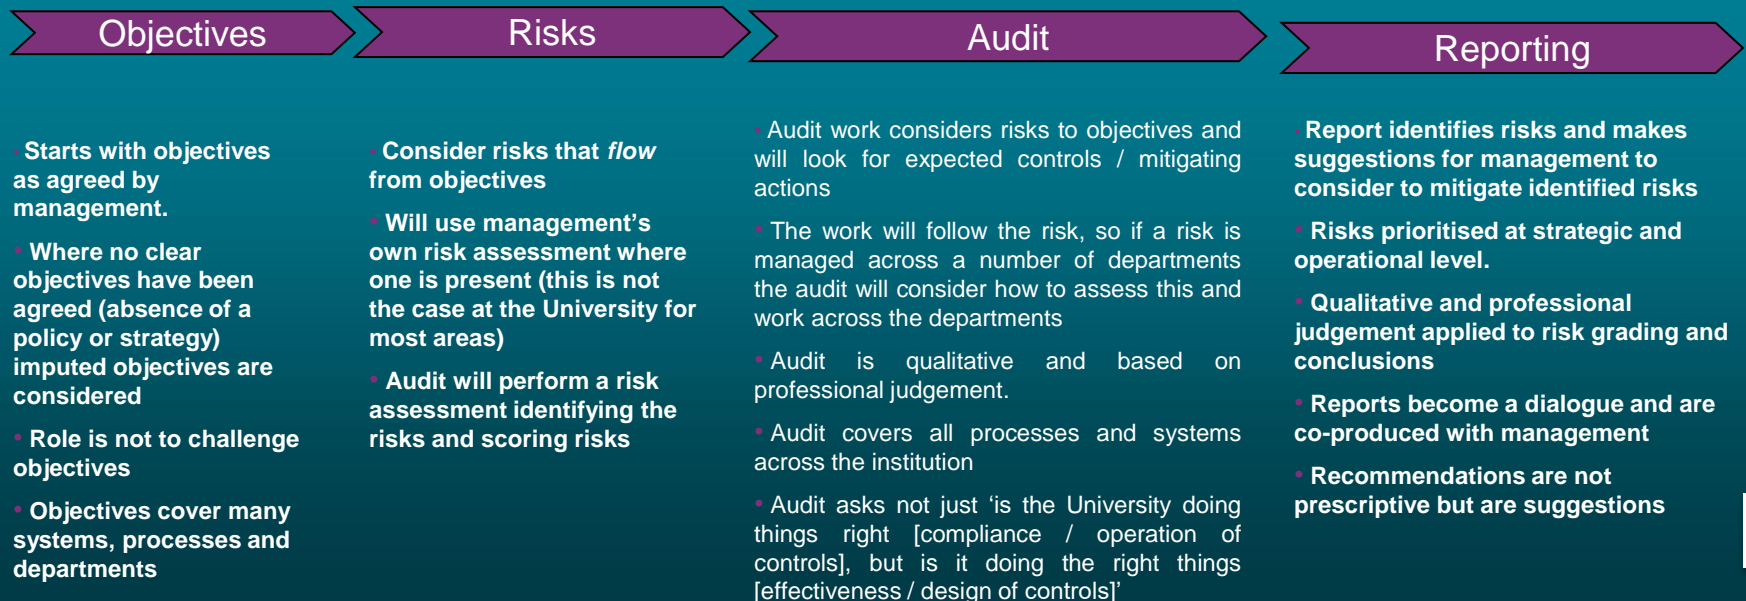 Objectives
Risks
Audit
Reporting
• Starts with objectives
as agreed by
management.
• Where no clear
objectives have been
agreed (absence of a
policy or strategy)
imputed objectives are
considered
• Role is not to challenge
objectives
• Objectives cover many
systems, processes and
departments
• Consider risks that flow
from objectives
• Will use management’s
own risk assessment where
one is present (this is not
the case at the University for
most areas)
• Audit will perform a risk
assessment identifying the
risks and scoring risks
• Audit work considers risks to objectives and
will look for expected controls / mitigating
actions
• The work will follow the risk, so if a risk is
managed across a number of departments
the audit will consider how to assess this and
work across the departments
• Audit is qualitative and based on
professional judgement.
• Audit covers all processes and systems
across the institution
• Audit asks not just ‘is the University doing
things right [compliance / operation of
controls], but is it doing the right things
[effectiveness / design of controls]’
• Report identifies risks and makes
suggestions for management to
consider to mitigate identified risks
• Risks prioritised at strategic and
operational level.
• Qualitative and professional
judgement applied to risk grading and
conclusions
• Reports become a dialogue and are
co-produced with management
• Recommendations are not
prescriptive but are suggestions